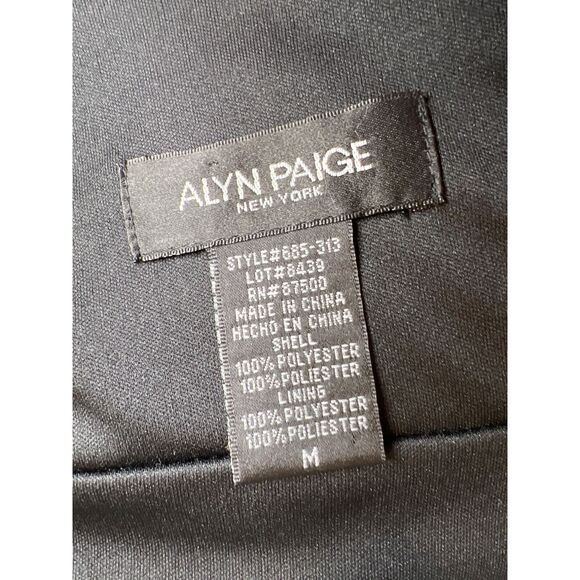 ALYN PAIGE
NEW YORK
STYLE#685-313
LOT#8439
RN#87500
MADE IN CHINA
HECHO EN CHINA
SHELL
100%POLYESTER
100%POLIESTER
LINING
100%POLYESTER
100%POLIESTER
M